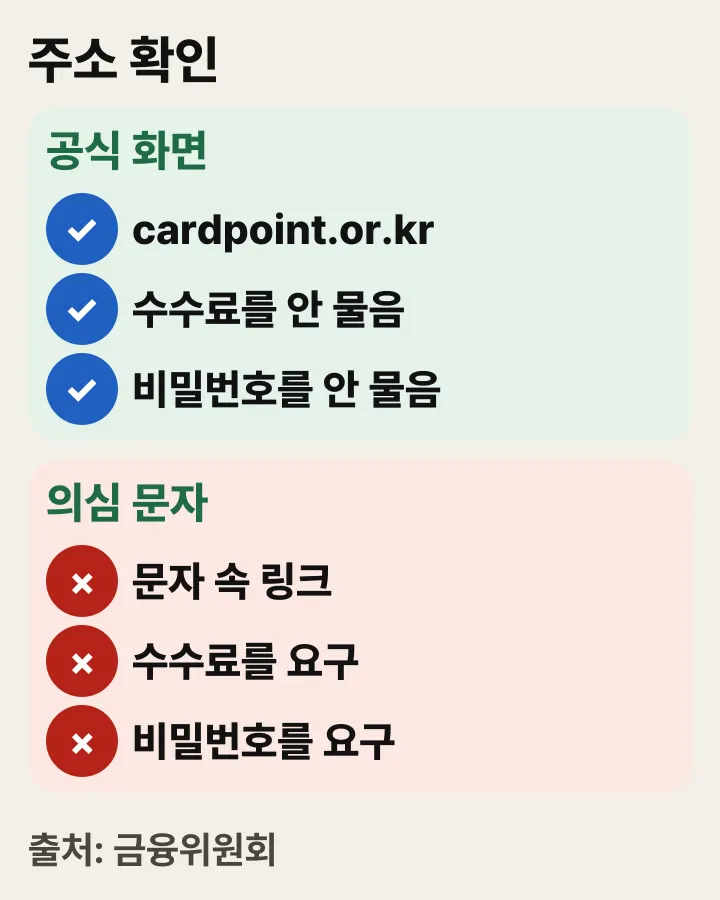 주소 확인
공식 화면
cardpoint.or.kr
수수료를 안 물음
비밀번호를 안 물음
의심 문자
문자 속 링크
수수료를 요구
비밀번호를 요구
출처: 금융위원회